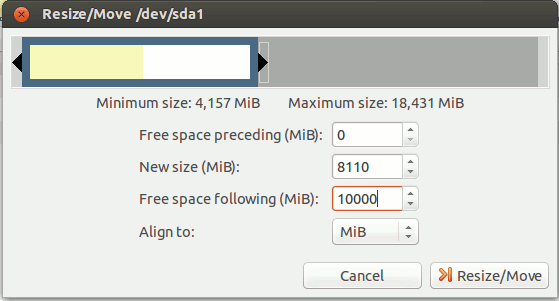 Resize/Move /dev/sda1
Minimum size: 4,157 MiB Maximum size: 18,431 MiB
Free space preceding (MiB): 0
New size (MiB): 8110
Free space following (MiB): 10000
Align to: MiB
Cancel Resize/Move